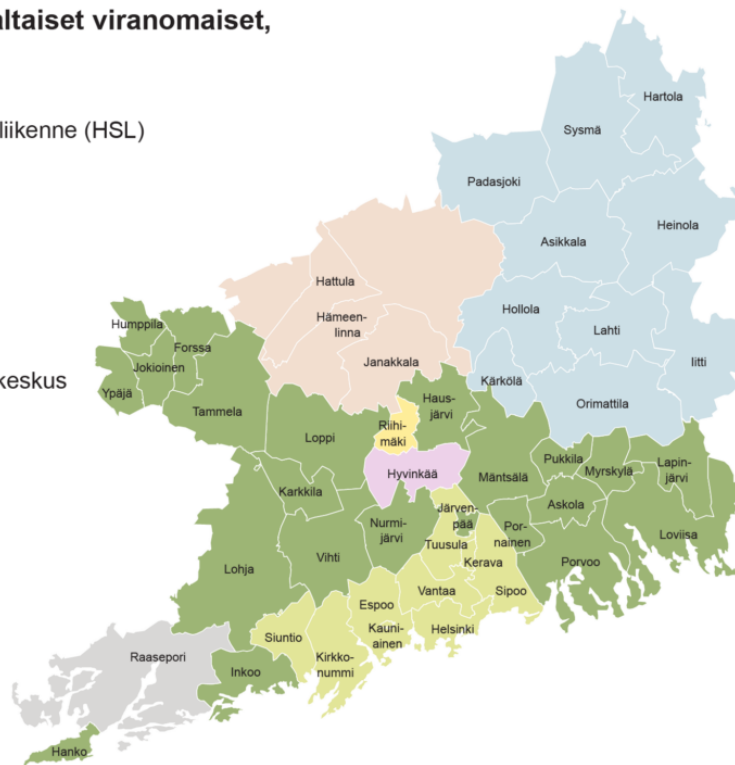 altaiset viranomaiset,
liikenne (HSL)
keskus
Hartola
Sysmä
Padasjoki
Heinola
Asikkala
Hattula
Hollola
Hämeen-
linna
Humppila
Lahti
Forssa
Janakkala
Iitti
Jokioinen
Kärkölä
Ypäjä
Haus-
järvi
Orimattila
Tammela
Riihi-
mäki
Loppi
Pukkila
Lapin-
järvi
Myrskylä
Hyvinkää
Mäntsälä
Karkkila
Askola
Järven-
pää
Nurmi-
järvi
Por-
nainen
Loviisa
Tuusula
Vihti
Kerava
Porvoo
Lohja
Vantaa
Sipoo
Espoo
Kauni-
ainen
Helsinki
Siuntio
Kirkko-
nummi
Raasepori
Inkoo
Hanko